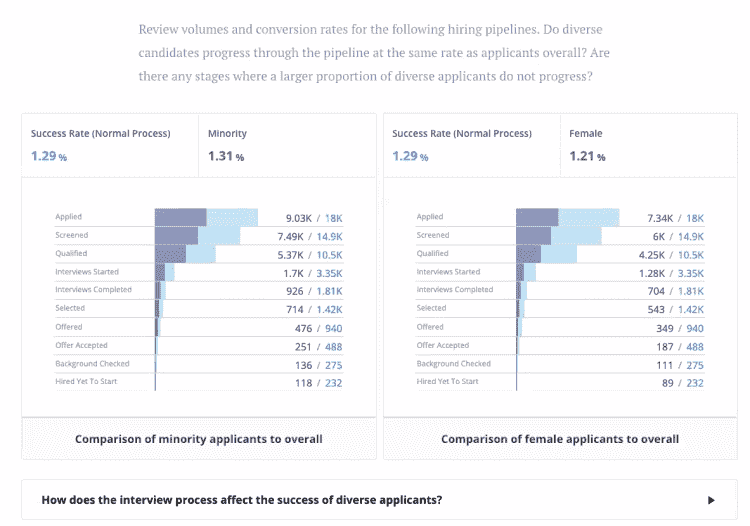 Review volumes and conversion rates for the following hiring pipelines. Do diverse
candidates progress through the pipeline at the same rate as applicants overall? Are
there any stages where a larger proportion of diverse applicants do not progress?
Success Rate (Normal Process)
1.29 %
Minority
1.31 %
Applied 9.03K / 18K
Screened 7.49K / 14.9K
Qualified 5.37K / 10.5K
Interviews Started 1.7K / 3.35K
Interviews Completed 926 / 1.81K
Selected 714 / 1.42K
Offered 476 / 940
Offer Accepted 251 / 488
Background Checked 136 / 275
Hired Yet To Start 118 / 232
Comparison of minority applicants to overall
Success Rate (Normal Process)
1.29 %
Female
1.21 %
Applied 7.34K / 18K
Screened 6K / 14.9K
Qualified 4.25K / 10.5K
Interviews Started 1.28K / 3.35K
Interviews Completed 704 / 1.81K
Selected 543 / 1.42K
Offered 349 / 940
Offer Accepted 187 / 488
Background Checked 111 / 275
Hired Yet To Start 89 / 232
Comparison of female applicants to overall
How does the interview process affect the success of diverse applicants?